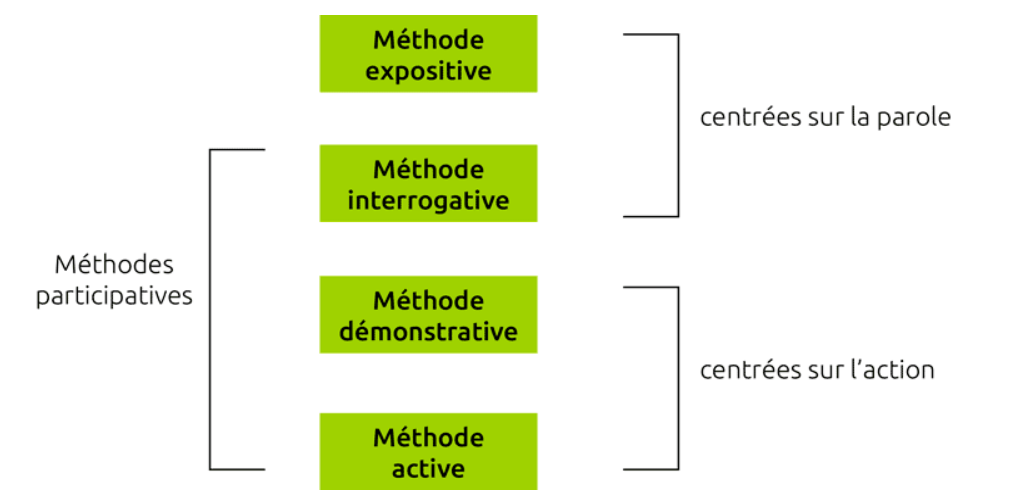 Méthode
expositive
centrées sur la parole
Méthode
interrogative
Méthodes
participatives
Méthode
démonstrative
centrées sur l’action
Méthode
active